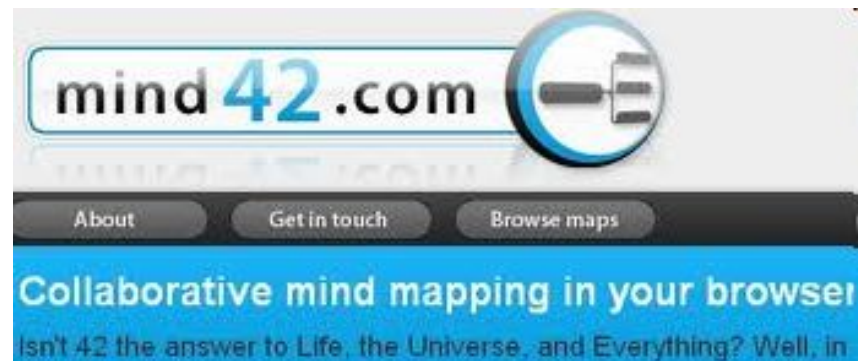 mind42.com
About Get in touch Browse maps
Collaborative mind mapping in your browser
Isn't 42 the answer to Life, the Universe, and Everything? Well, in